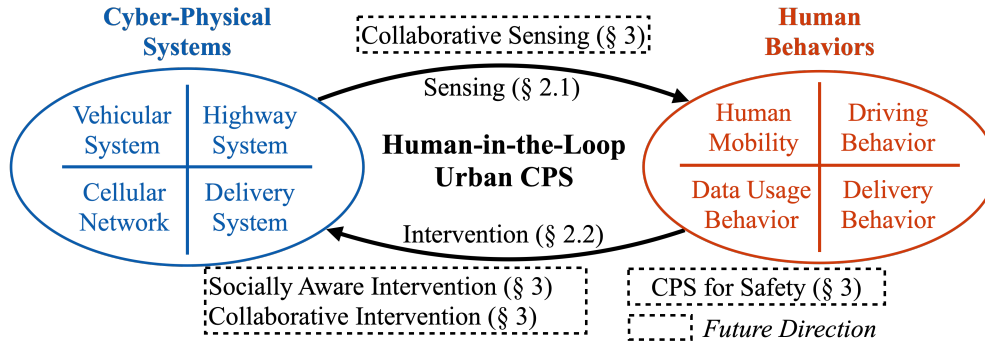 Cyber-Physical
Systems
Collaborative Sensing (§ 3)
Human
Behaviors
Sensing (§ 2.1)
Vehicular
System
Highway
System
Cellular
Network
Delivery
System
Human-in-the-Loop
Urban CPS
Human
Mobility
Driving
Behavior
Data Usage
Behavior
Delivery
Behavior
Intervention (§ 2.2)
Socially Aware Intervention (§ 3)
Collaborative Intervention (§ 3)
CPS for Safety (§ 3)
Future Direction